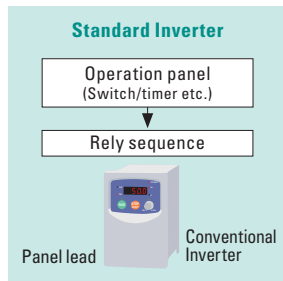 Standard Inverter
Operation panel
(Switch/timer etc.)
Rely sequence
Panel lead
Conventional
Inverter